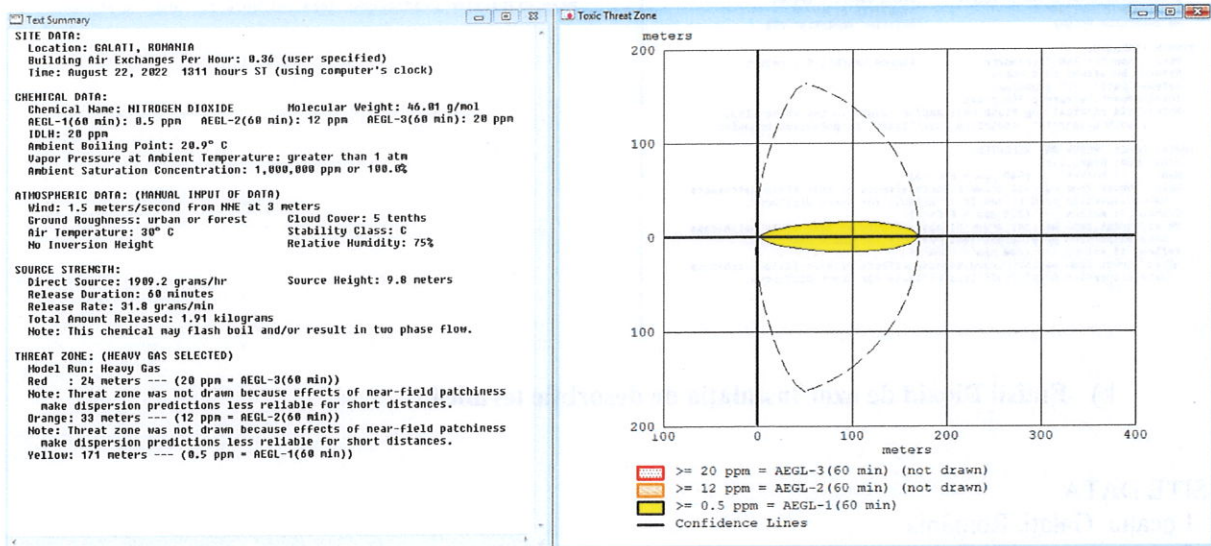 Text Summary
SITE DATA:
Location: GALATI, ROMANIA
Building Air Exchanges Per Hour: 0.36 (user specified)
Time: August 22, 2022 1311 hours ST (using computer's clock)
CHEMICAL DATA:
Chemical Name: NITROGEN DIOXIDE Molecular Weight: 46.01 g/mol
AEGL-1(60 min): 0.5 ppm AEGL-2(60 min): 12 ppm AEGL-3(60 min): 20 ppm
IDLH: 20 ppm
Ambient Boiling Point: 20.9° C
Vapor Pressure at Ambient Temperature: greater than 1 atm
Ambient Saturation Concentration: 1,000,000 ppm or 100.0%
ATMOSPHERIC DATA: (MANUAL INPUT OF DATA)
Wind: 1.5 meters/second from NNE at 3 meters
Ground Roughness: urban or forest Cloud Cover: 5 tenths
Air Temperature: 30° C Stability Class: C
No Inversion Height Relative Humidity: 75%
SOURCE STRENGTH:
Direct Source: 1909.2 grams/hr Source Height: 9.8 meters
Release Duration: 60 minutes
Release Rate: 31.8 grams/min
Total Amount Released: 1.91 kilograms
Note: This chemical may flash boil and/or result in two phase flow.
THREAT ZONE: (HEAVY GAS SELECTED)
Model Run: Heavy Gas
Red : 24 meters --- (20 ppm = AEGL-3(60 min))
Note: Threat zone was not drawn because effects of near-field patchiness
make dispersion predictions less reliable for short distances.
Orange: 33 meters --- (12 ppm = AEGL-2(60 min))
Note: Threat zone was not drawn because effects of near-field patchiness
make dispersion predictions less reliable for short distances.
Yellow: 171 meters --- (0.5 ppm = AEGL-1(60 min))
Toxic Threat Zone
meters
200
100
0
100
200
100 0 100 200 300 400
meters
>= 20 ppm = AEGL-3(60 min) (not drawn)
>= 12 ppm = AEGL-2(60 min) (not drawn)
>= 0.5 ppm = AEGL-1(60 min)
Confidence Lines